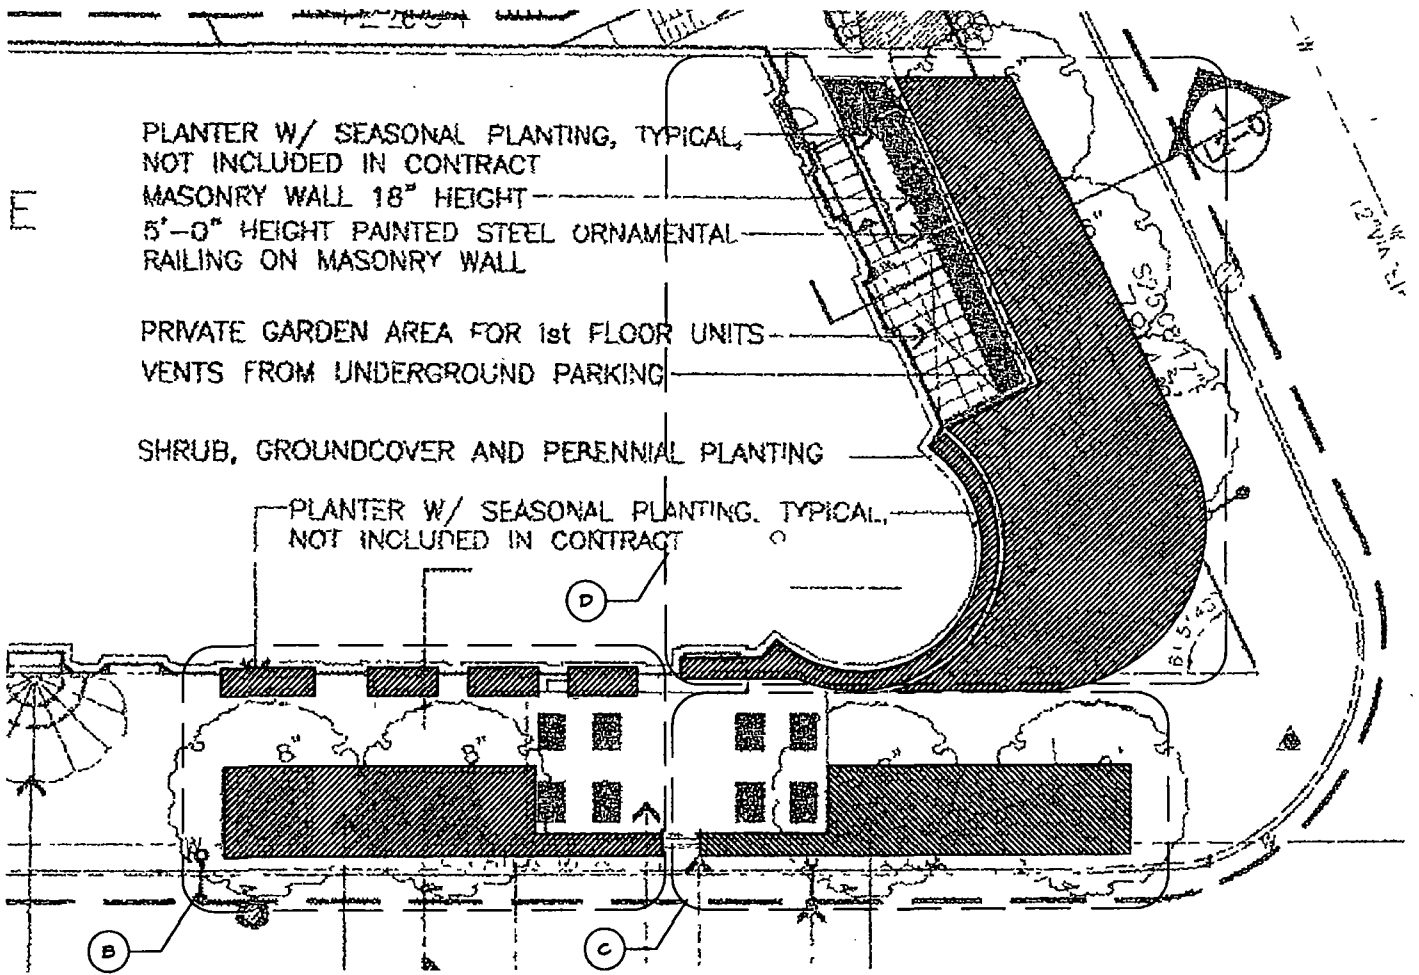 PLANTER W/ SEASONAL PLANTING, TYPICAL,
NOT INCLUDED IN CONTRACT
MASONRY WALL 18" HEIGHT
E
5'-0" HEIGHT PAINTED STEEL ORNAMENTAL
RAILING ON MASONRY WALL
PRIVATE GARDEN AREA FOR 1st FLOOR UNITS
VENTS FROM UNDERGROUND PARKING
SHRUB, GROUNDCOVER AND PERENNIAL PLANTING
PLANTER W/ SEASONAL PLANTING, TYPICAL,
NOT INCLUDED IN CONTRACT
D
8"
8"
B
C